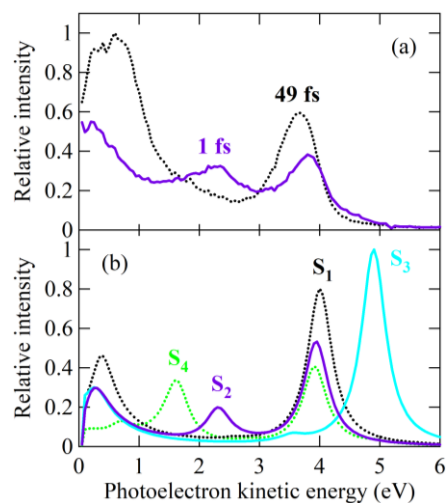 Relative intensity
1
0.8
0.6
0.4
0.2
0
(a)
49 fs
1 fs
Relative intensity
1
0.8
0.6
0.4
0.2
0
(b)
S₁
S₃
S₄
S₂
0 1 2 3 4 5 6
Photoelectron kinetic energy (eV)